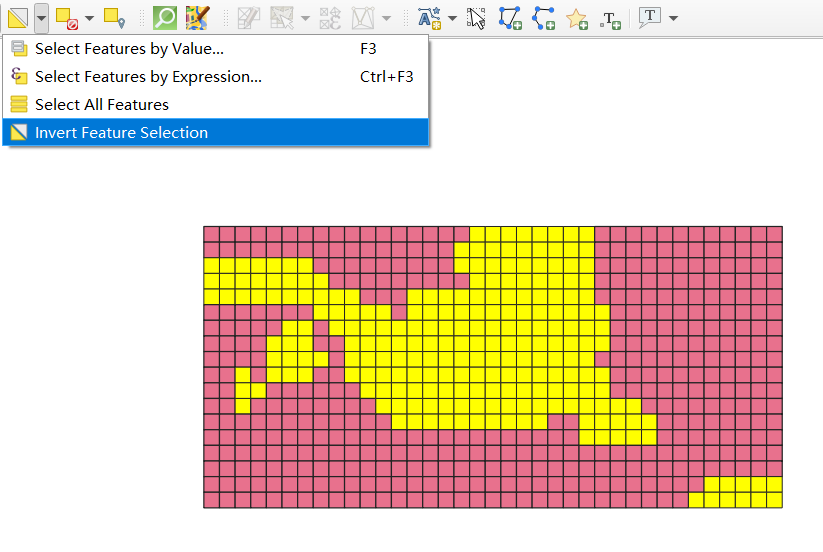 Select Features by Value... F3
Select Features by Expression... Ctrl+F3
Select All Features
Invert Feature Selection